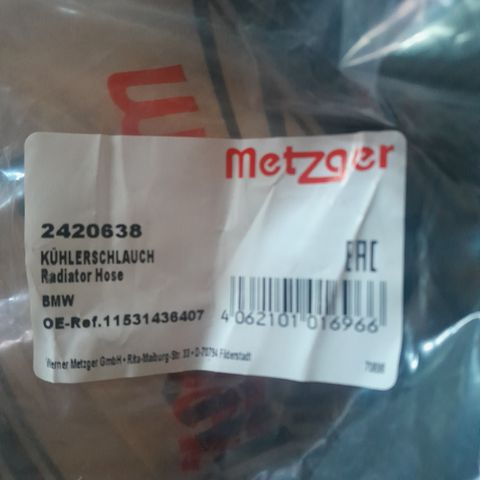 metzger
2420638
KÜHLERSCHLAUCH
Radiator Hose
BMW
OE-Ref.11531436407
EAC
4 062101 016966
Werner Metzger GmbH • Rita-Maiburg-Str. 33 • D-70794 Filderstadt